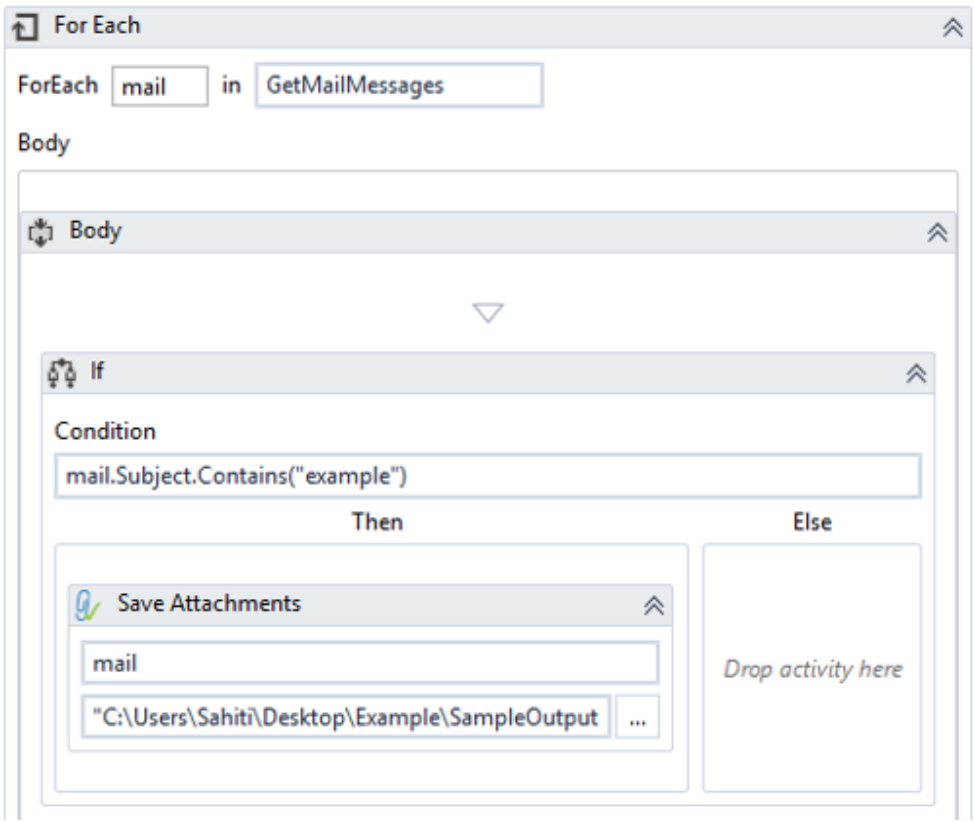 For Each
ForEach mail in GetMailMessages
Body
Body
If
Condition
mail.Subject.Contains("example")
Then Else
Save Attachments
mail
Drop activity here
"C:\Users\Sahiti\Desktop\Example\SampleOutput ...